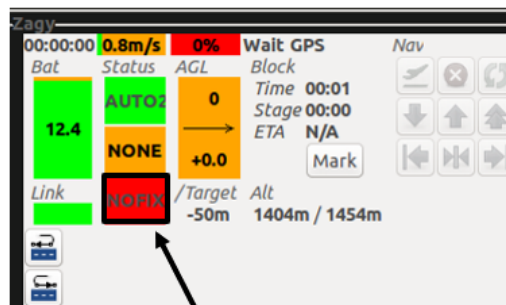 Zagy
00:00:00 0.8m/s 0% Wait GPS Nav
Bat Status AGL Block
Time 00:01
AUTO2 0 Stage 00:00
12.4 ETA N/A
NONE +0.0 Mark
Link NOFIX /Target Alt
-50m 1404m / 1454m